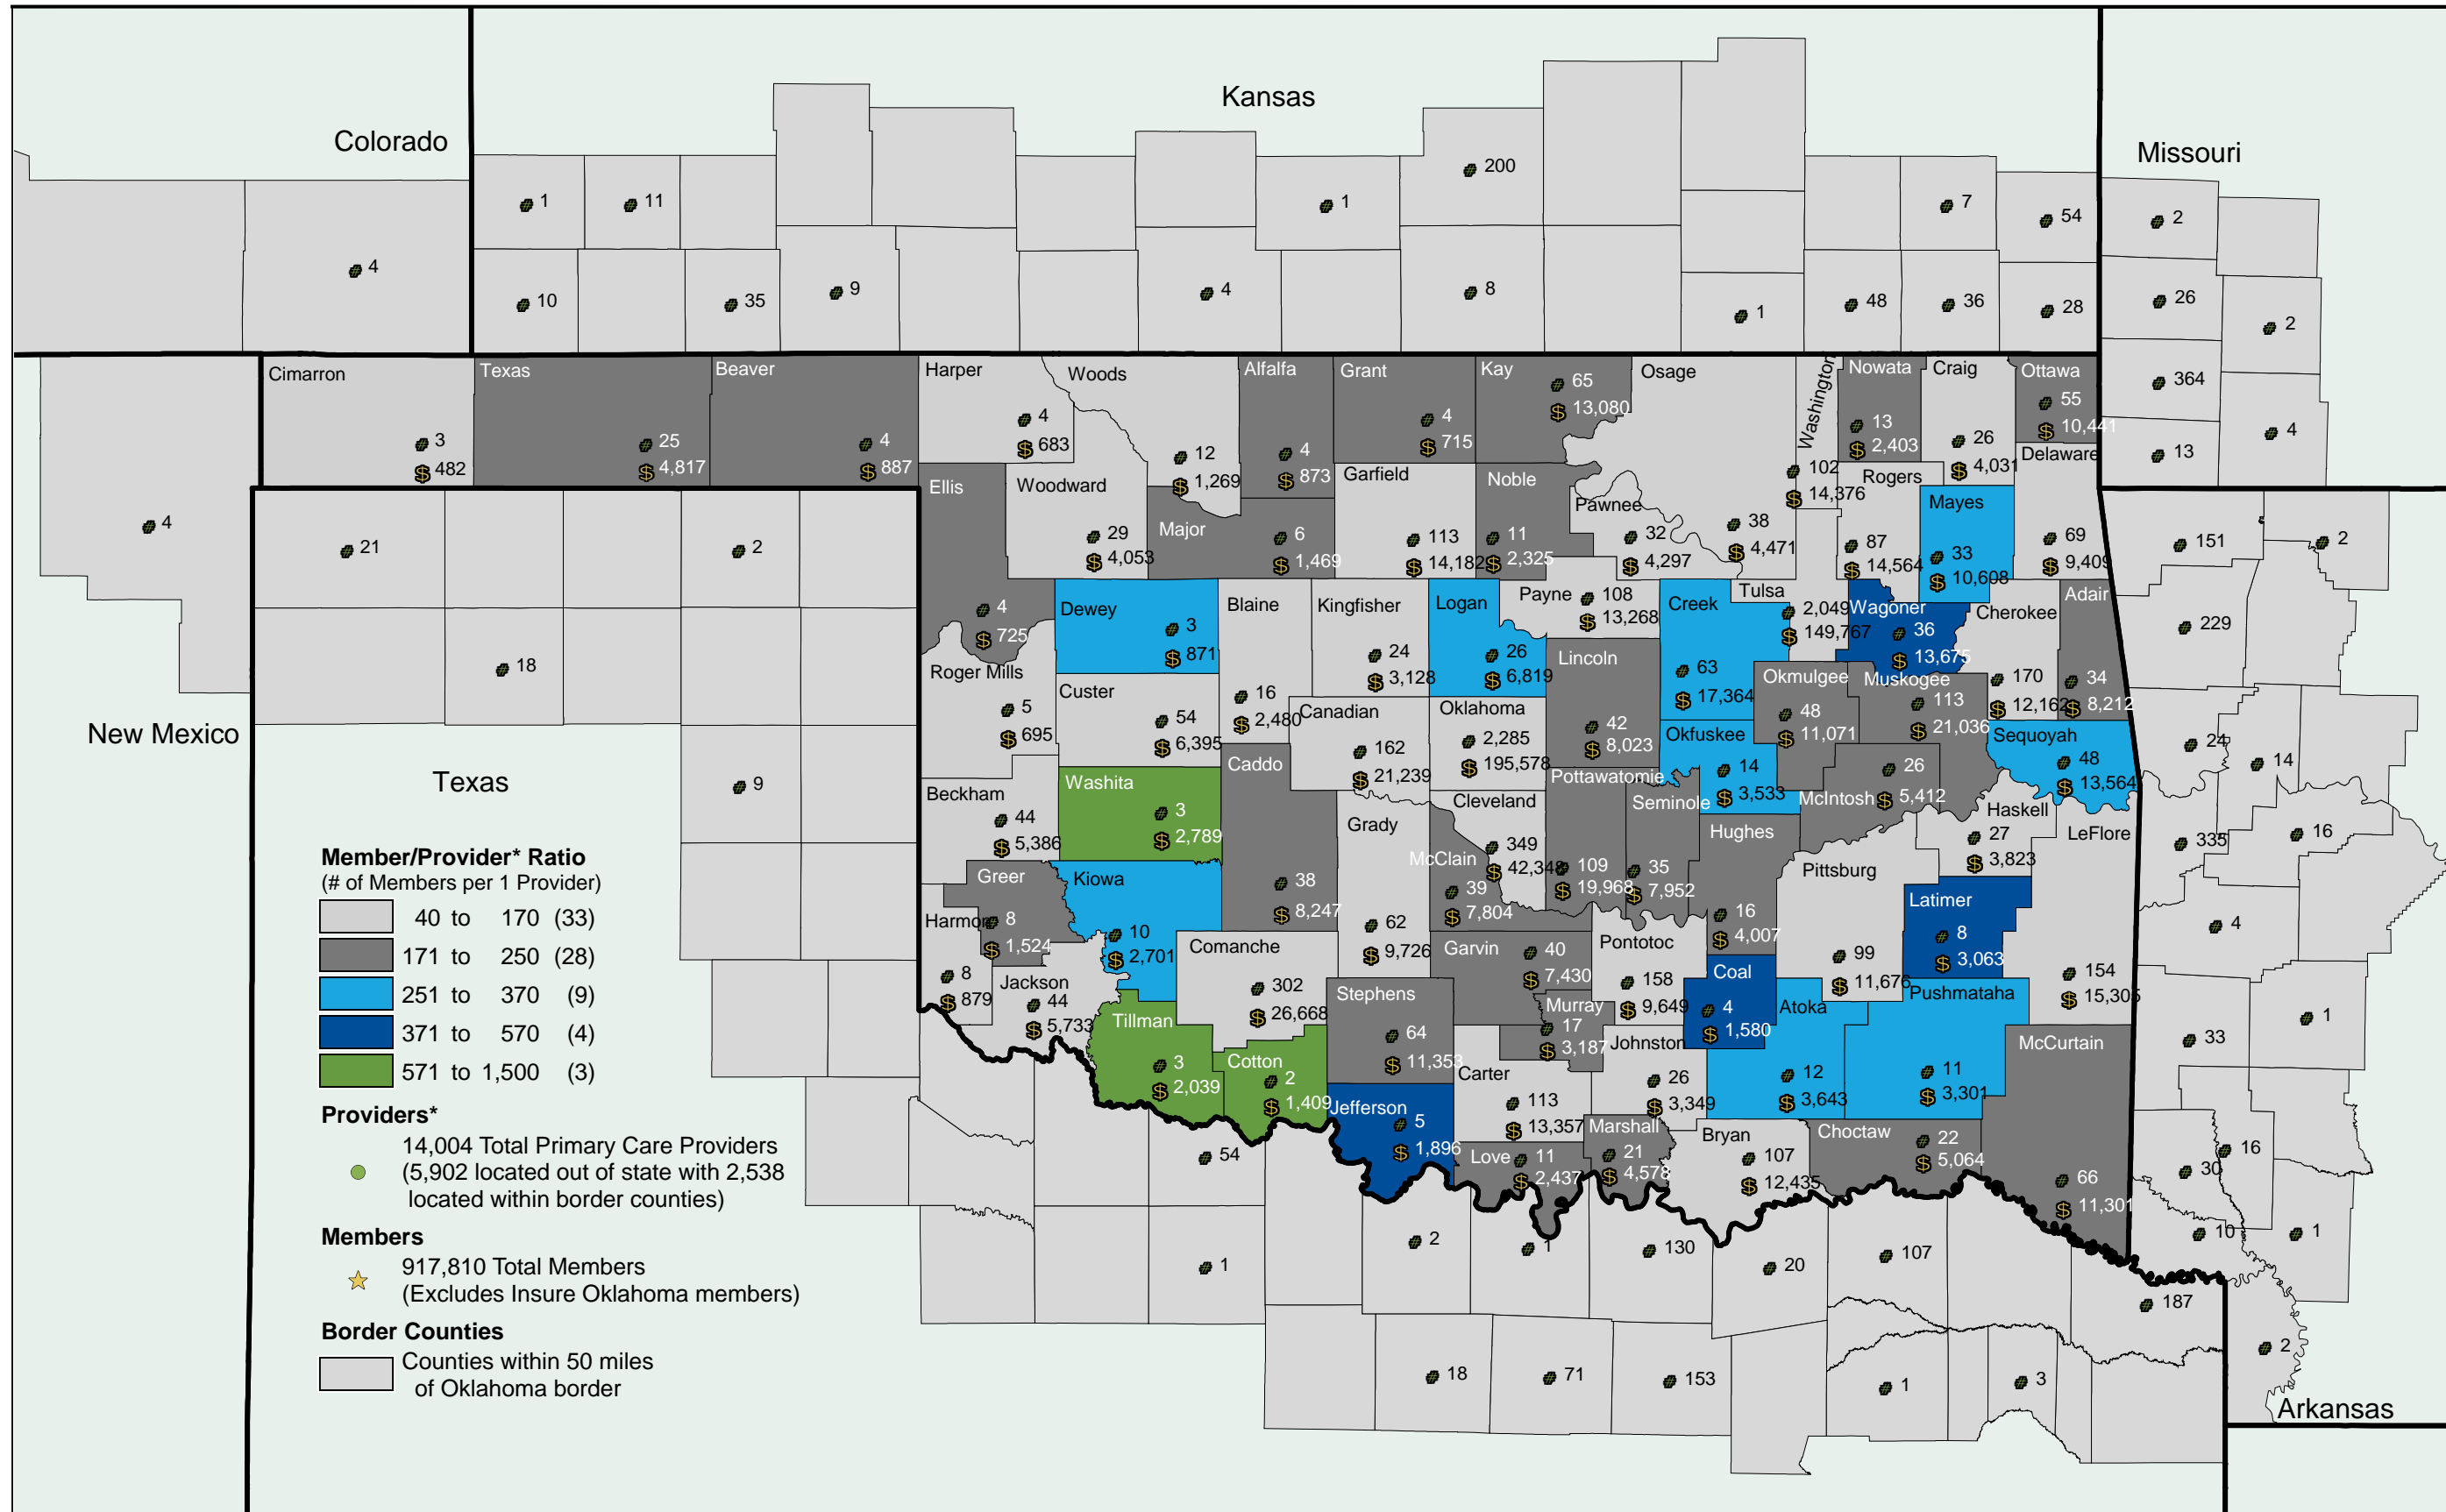 Kansas
Colorado
Missouri
200
1
11
1
7
54
2
4
10
35
9
4
8
1
48
36
28
26
2
364
4
13
Cimarron
3
482
Texas
25
4,817
Beaver
4
887
Harper
4
683
Woods
12
1,269
Alfalfa
4
873
Grant
4
715
Kay
65
13,080
Osage
38
4,471
Washington
102
14,376
Nowata
13
2,403
Craig
26
4,031
Ottawa
55
10,441
Delaware
69
9,409
Ellis
4
725
Woodward
29
4,053
Major
6
1,469
Garfield
113
14,182
Noble
11
2,325
Pawnee
32
4,297
Rogers
87
14,564
Mayes
33
10,608
4
21
2
18
9
151
2
229
Dewey
3
871
Blaine
16
2,480
Kingfisher
24
3,128
Logan
26
6,819
Payne
108
13,268
Creek
63
17,364
Tulsa
2,049
149,767
Wagoner
36
13,675
Cherokee
170
12,162
Adair
34
8,212
Roger Mills
5
695
Custer
54
6,395
Canadian
162
21,239
Oklahoma
2,285
195,578
Lincoln
42
8,023
Okfuskee
14
3,533
Okmulgee
48
11,071
Muskogee
113
21,036
Sequoyah
48
13,564
24
14
New Mexico
Texas
Beckham
44
5,386
Washita
3
2,789
Caddo
38
8,247
Grady
62
9,726
Cleveland
349
42,348
McClain
39
7,804
Pottawatomie
109
19,968
Seminole
35
7,952
Hughes
16
4,007
McIntosh
26
5,412
Haskell
27
3,823
LeFlore
154
15,305
Pittsburg
99
11,676
Latimer
8
3,063
335
16
4
Greer
8
1,524
Harmon
8
879
Kiowa
10
2,701
Jackson
44
5,733
Comanche
302
26,668
Garvin
40
7,430
Pontotoc
158
9,649
Coal
4
1,580
Atoka
12
3,643
Pushmataha
11
3,301
McCurtain
66
11,301
Tillman
3
2,039
Cotton
2
1,409
Stephens
64
11,353
Murray
17
3,187
Johnston
26
3,349
Carter
113
13,357
Jefferson
5
1,896
Love
11
2,437
Marshall
21
4,578
Bryan
107
12,435
Choctaw
22
5,064
33
1
16
30
10
1
54
1
2
1
130
20
107
187
2
18
71
153
1
3
Arkansas
Member/Provider* Ratio
(# of Members per 1 Provider)
40 to 170 (33)
171 to 250 (28)
251 to 370 (9)
371 to 570 (4)
571 to 1,500 (3)
Providers*
14,004 Total Primary Care Providers
(5,902 located out of state with 2,538
located within border counties)
Members
917,810 Total Members
(Excludes Insure Oklahoma members)
Border Counties
Counties within 50 miles
of Oklahoma border